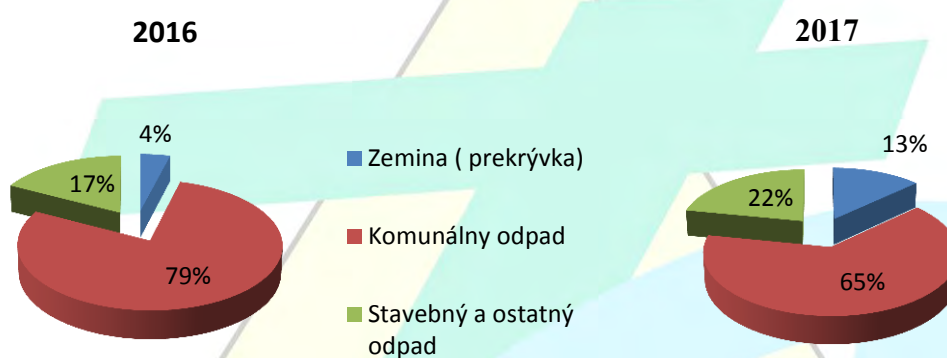 2016
2017
4%
17%
79%
Zemina ( prekrývka)
Komunálny odpad
Stavebný a ostatný
odpad
13%
22%
65%